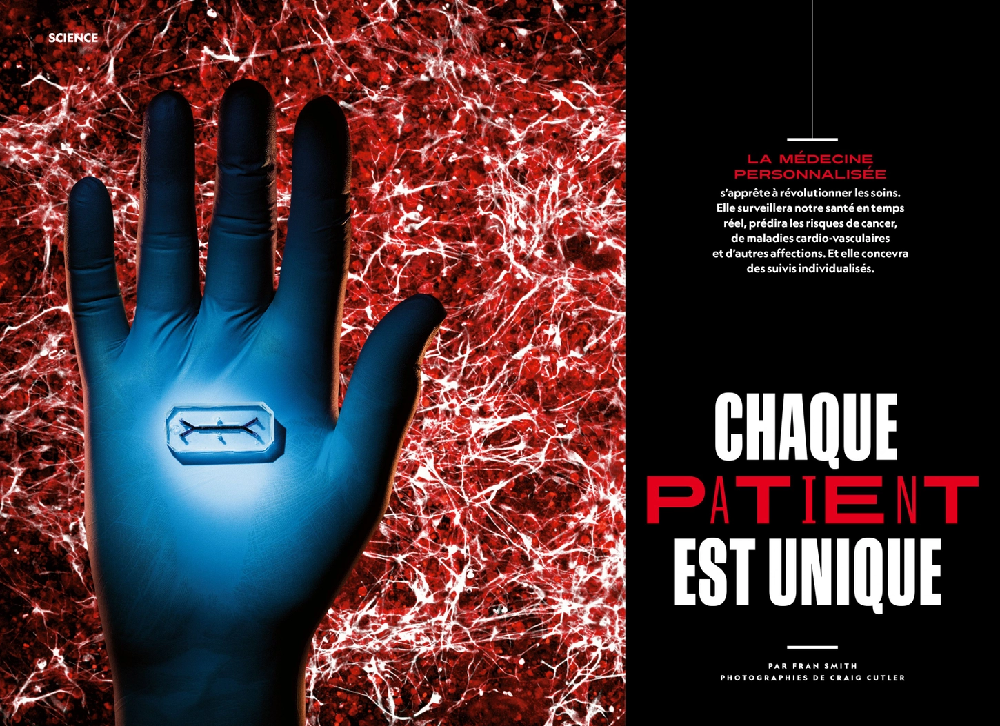 SCIENCE
LA MÉDECINE
PERSONNALISÉE
s’apprête à révolutionner les soins.
Elle surveillera notre santé en temps
réel, prédira les risques de cancer,
de maladies cardio-vasculaires
et d’autres affections. Et elle concevra
des suivis individualisés.
CHAQUE
PATIENT
EST UNIQUE
PAR FRAN SMITH
PHOTOGRAPHIES DE CRAIG CUTLER